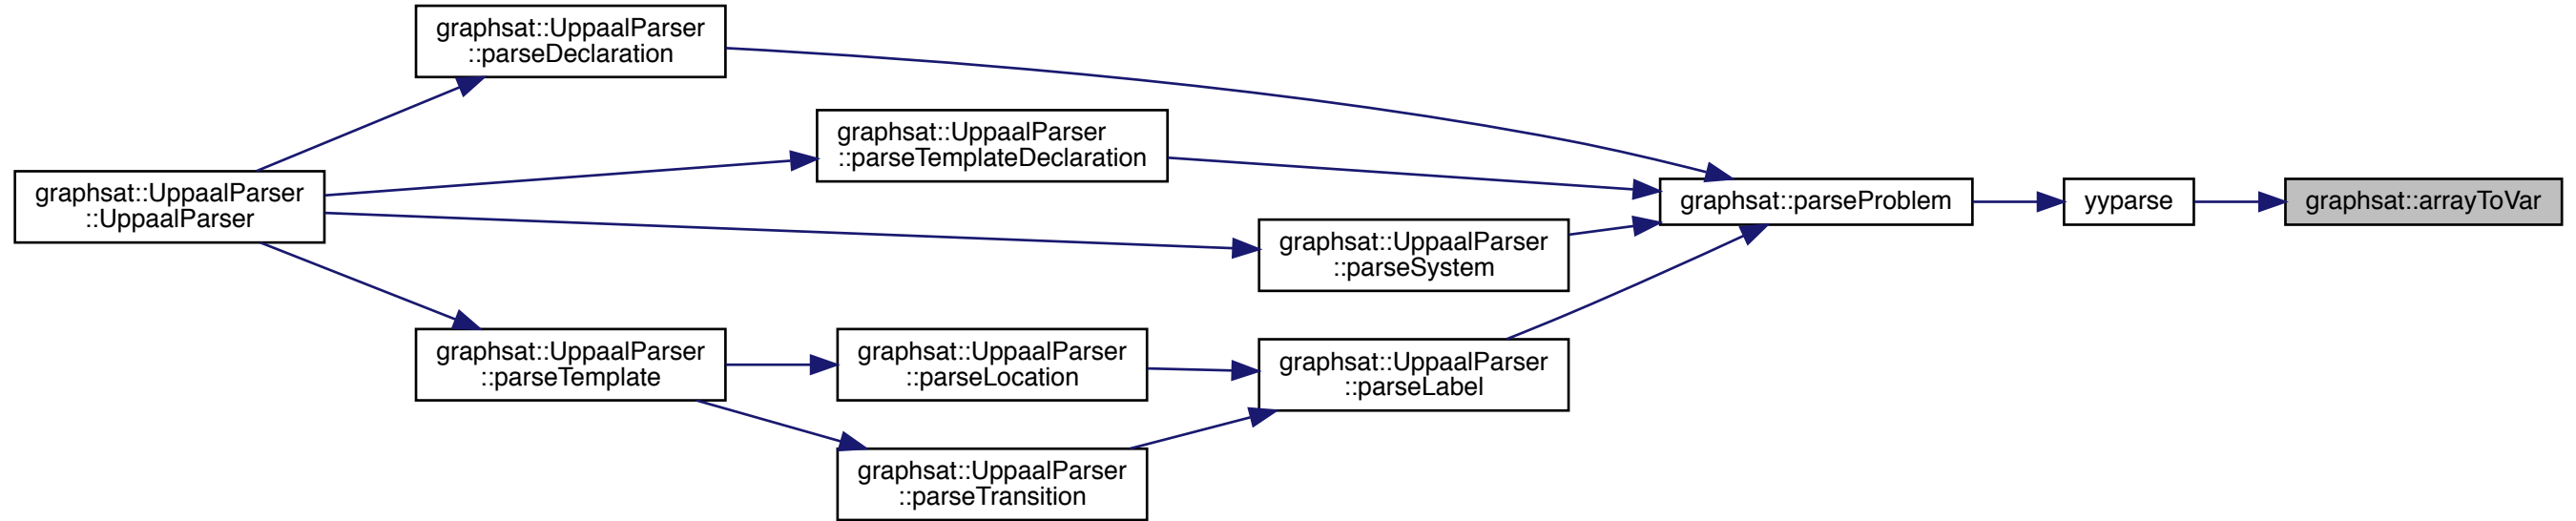 graphsat::UppaalParser
::parseDeclaration
graphsat::UppaalParser
::parseTemplateDeclaration
graphsat::UppaalParser
::UppaalParser
graphsat::parseProblem
yyparse
graphsat::arrayToVar
graphsat::UppaalParser
::parseSystem
graphsat::UppaalParser
::parseTemplate
graphsat::UppaalParser
::parseLocation
graphsat::UppaalParser
::parseLabel
graphsat::UppaalParser
::parseTransition